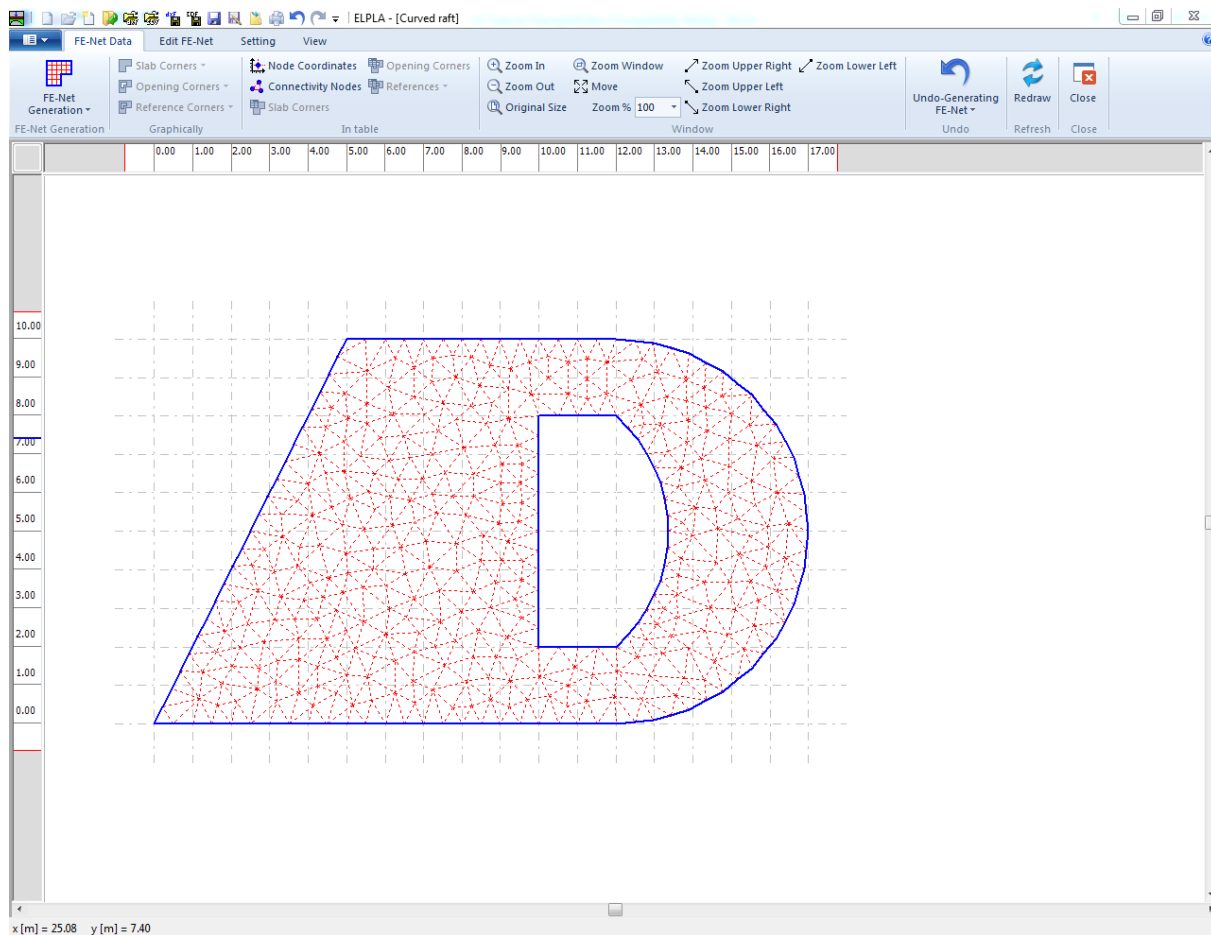 ELPLA - [Curved raft]
FE-Net Data Edit FE-Net Setting View
Slab Corners Node Coordinates Opening Corners Zoom In Zoom Window Zoom Upper Right Zoom Lower Left
Opening Corners Connectivity Nodes References Zoom Out Move Zoom Upper Left
Reference Corners Slab Corners Original Size Zoom % 100 Zoom Lower Right
FE-Net
Generation
Undo-Generating
FE-Net
Redraw
Close
FE-Net Generation Graphically In table Window Undo Refresh Close
0.00 1.00 2.00 3.00 4.00 5.00 6.00 7.00 8.00 9.00 10.00 11.00 12.00 13.00 14.00 15.00 16.00 17.00
10.00
9.00
8.00
7.00
6.00
5.00
4.00
3.00
2.00
1.00
0.00
x [m] = 25.08 y [m] = 7.40